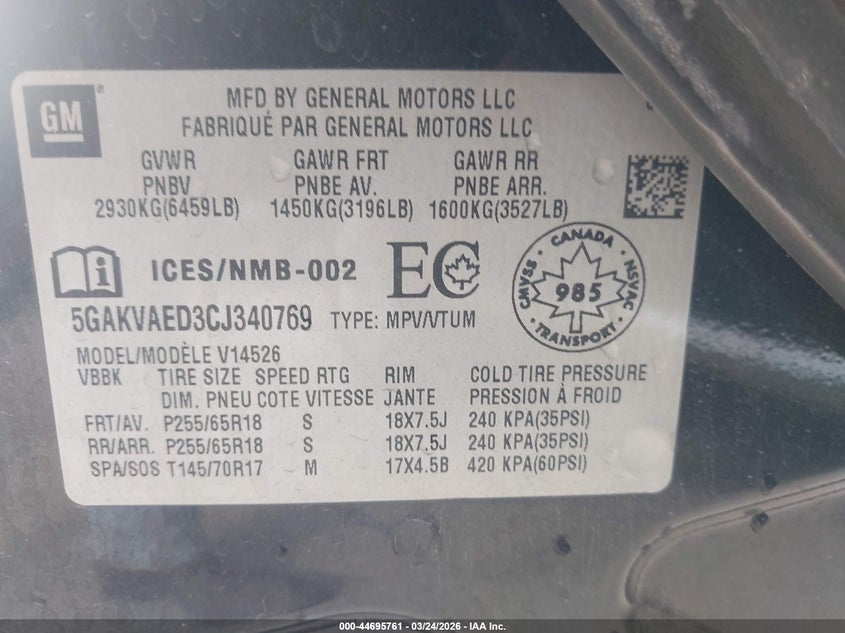 GM ®
MFD BY GENERAL MOTORS LLC
FABRIQUÉ PAR GENERAL MOTORS LLC
GVWR GAWR FRT GAWR RR
PNBV PNBE AV. PNBE ARR.
2930KG(6459LB) 1450KG(3196LB) 1600KG(3527LB)
i ICES/NMB-002 EC
CANADA
CMVSS 985 NSVAC
TRANSPORT
5GAKVAED3CJ340769 TYPE: MPV/VTUM
MODEL/MODÈLE V14526
VBBK TIRE SIZE SPEED RTG RIM COLD TIRE PRESSURE
DIM. PNEU COTE VITESSE JANTE PRESSION À FROID
FRT/AV. P255/65R18 S 18X7.5J 240 KPA(35PSI)
RR/ARR. P255/65R18 S 18X7.5J 240 KPA(35PSI)
SPA/SOS T145/70R17 M 17X4.5B 420 KPA(60PSI)
000-44695761 - 03/24/2026 - IAA Inc.